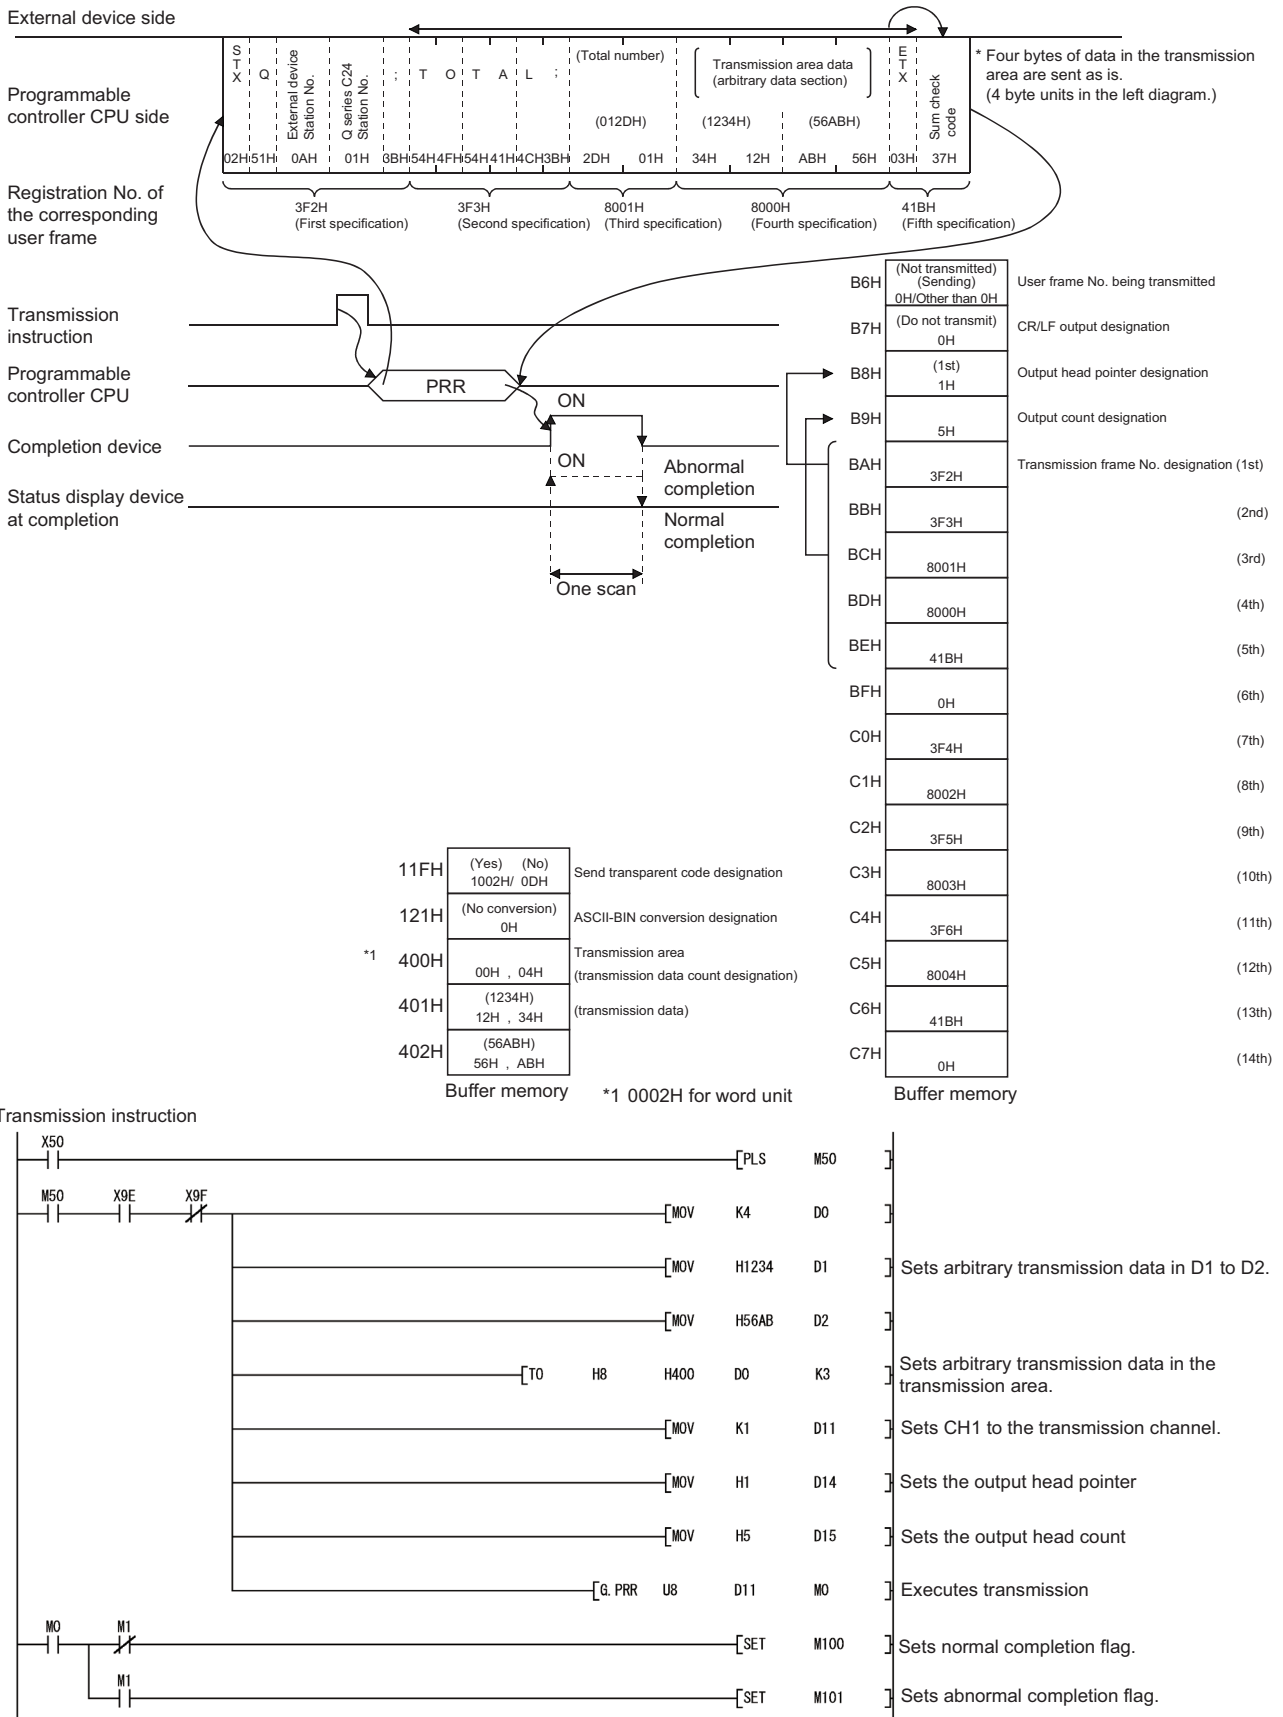 External device side
Programmable
controller CPU side
STX
Q
External device
Station No.
Q series C24
Station No.
; T O T A L ;
(Total number)
(012DH)
Transmission area data
(arbitrary data section)
(1234H) (56ABH)
ETX
Sum check
code
02H 51H 0AH 01H 3BH 54H 4FH 54H 41H 4CH 3BH 2DH 01H 34H 12H ABH 56H 03H 37H
* Four bytes of data in the transmission
area are sent as is.
(4 byte units in the left diagram.)
Registration No. of
the corresponding
user frame
3F2H
(First specification)
3F3H
(Second specification)
8001H
(Third specification)
8000H
(Fourth specification)
41BH
(Fifth specification)
Transmission
instruction
Programmable
controller CPU
PRR
Completion device
ON
ON
Status display device
at completion
Abnormal
completion
Normal
completion
One scan
B6H (Not transmitted)
(Sending)
0H/Other than 0H
User frame No. being transmitted
B7H (Do not transmit)
0H
CR/LF output designation
B8H (1st)
1H
Output head pointer designation
B9H 5H Output count designation
BAH 3F2H Transmission frame No. designation (1st)
BBH 3F3H (2nd)
BCH 8001H (3rd)
BDH 8000H (4th)
BEH 41BH (5th)
BFH 0H (6th)
C0H 3F4H (7th)
C1H 8002H (8th)
C2H 3F5H (9th)
C3H 8003H (10th)
C4H 3F6H (11th)
C5H 8004H (12th)
C6H 41BH (13th)
C7H 0H (14th)
Buffer memory
11FH (Yes) (No)
1002H/ 0DH
Send transparent code designation
121H (No conversion)
0H
ASCII-BIN conversion designation
*1 400H 00H , 04H
Transmission area
(transmission data count designation)
401H (1234H)
12H , 34H
(transmission data)
402H (56ABH)
56H , ABH
Buffer memory
*1 0002H for word unit
Transmission instruction
X50 PLS M50
M50 X9E X9F MOV K4 D0
MOV H1234 D1 Sets arbitrary transmission data in D1 to D2.
MOV H56AB D2
TO H8 H400 D0 K3 Sets arbitrary transmission data in the
transmission area.
MOV K1 D11 Sets CH1 to the transmission channel.
MOV H1 D14 Sets the output head pointer
MOV H5 D15 Sets the output head count
G.PRR U8 D11 M0 Executes transmission
M0 M1 SET M100 Sets normal completion flag.
M1 SET M101 Sets abnormal completion flag.